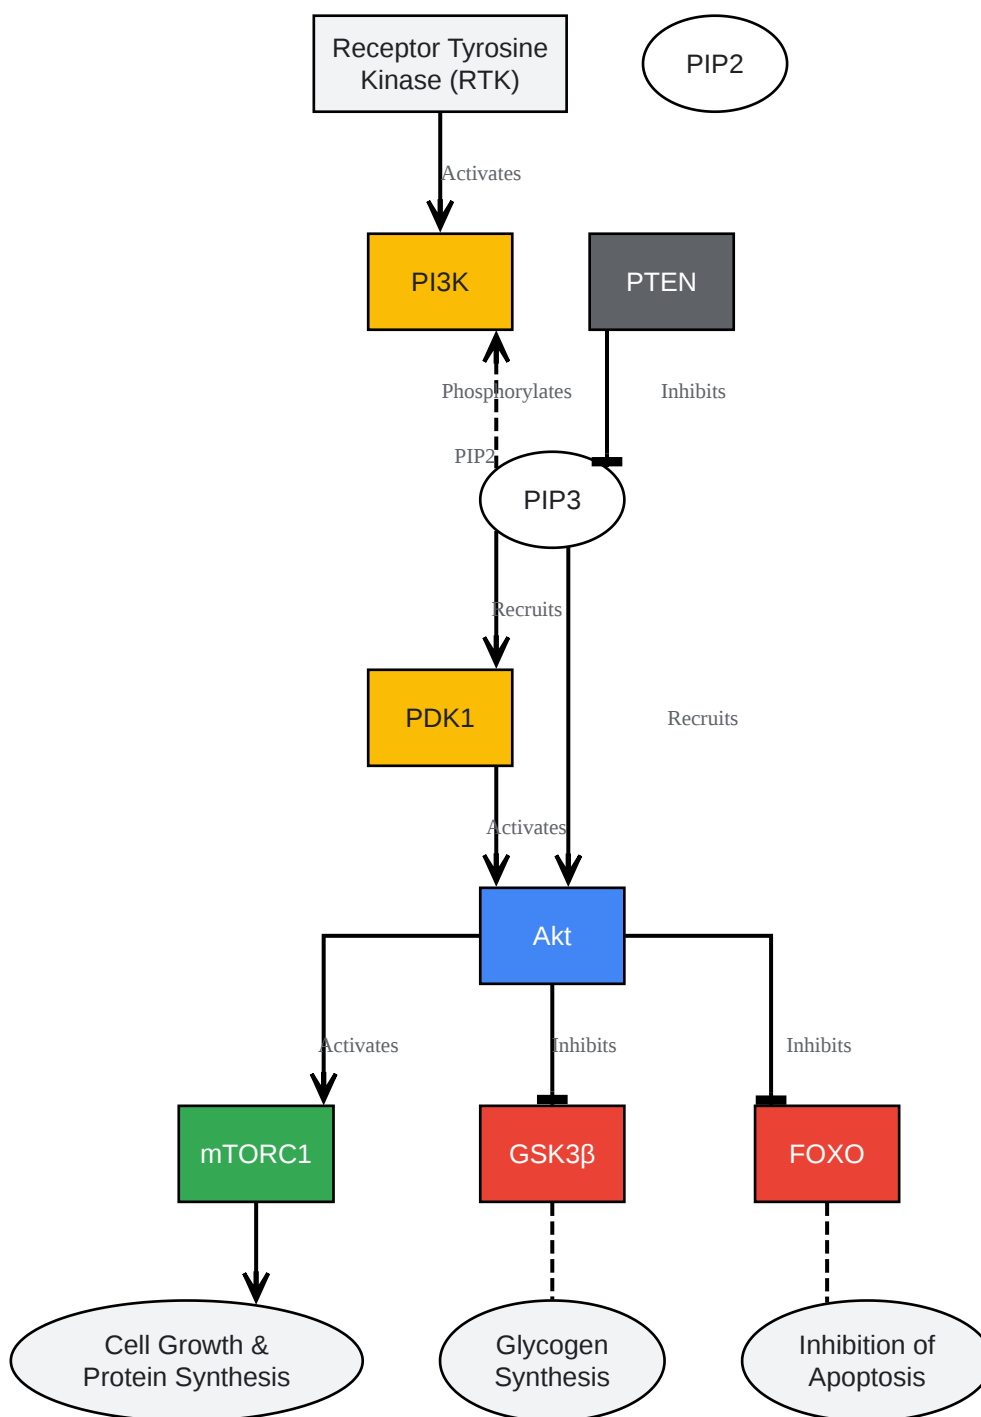 Receptor Tyrosine
Kinase (RTK)
PIP2
Activates
PI3K
PTEN
Phosphorylates
Inhibits
PIP2
PIP3
Recruits
PDK1
Recruits
Activates
Akt
Activates
Inhibits
Inhibits
mTORC1
GSK3β
FOXO
Cell Growth &
Protein Synthesis
Glycogen
Synthesis
Inhibition of
Apoptosis